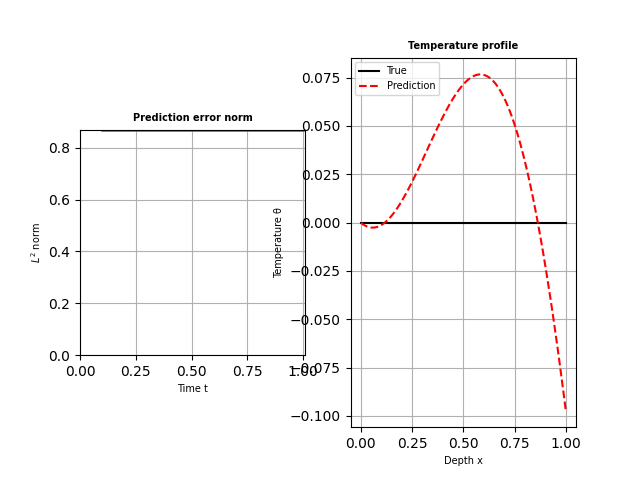 Prediction error norm
0.8
0.6
0.4
0.2
0.0
L² norm
0.00 0.25 0.50 0.75 1.00
Time t
Temperature profile
True
Prediction
0.075
0.050
0.025
0.000
−0.025
−0.050
−0.075
−0.100
Temperature θ
0.00 0.25 0.50 0.75 1.00
Depth x